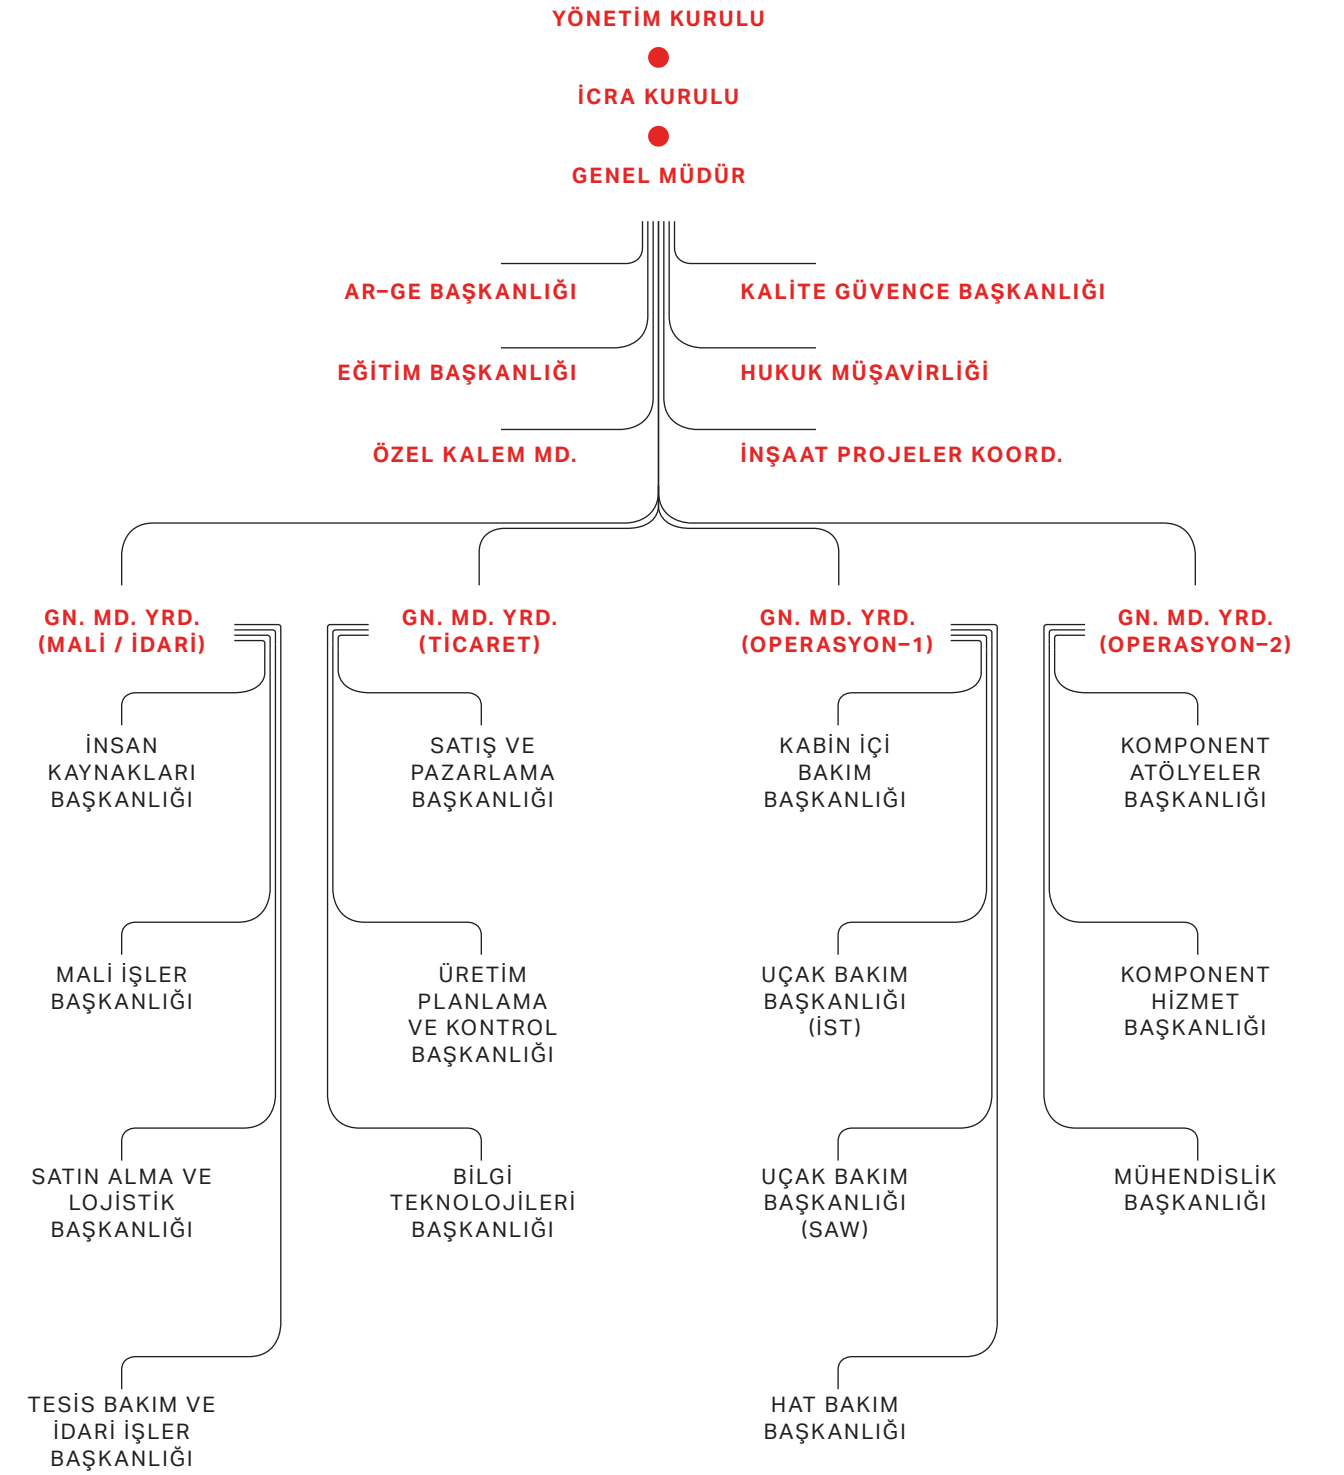 YÖNETİM KURULU
İCRA KURULU
GENEL MÜDÜR
AR–GE BAŞKANLIĞI
KALİTE GÜVENCE BAŞKANLIĞI
EĞİTİM BAŞKANLIĞI
HUKUK MÜŞAVİRLİĞİ
ÖZEL KALEM MD.
İNŞAAT PROJELER KOORD.
GN. MD. YRD.
(MALİ / İDARİ)
GN. MD. YRD.
(TİCARET)
GN. MD. YRD.
(OPERASYON–1)
GN. MD. YRD.
(OPERASYON–2)
İNSAN
KAYNAKLARI
BAŞKANLIĞI
SATIŞ VE
PAZARLAMA
BAŞKANLIĞI
KABİN İÇİ
BAKIM
BAŞKANLIĞI
KOMPONENT
ATÖLYELER
BAŞKANLIĞI
MALİ İŞLER
BAŞKANLIĞI
ÜRETİM
PLANLAMA
VE KONTROL
BAŞKANLIĞI
UÇAK BAKIM
BAŞKANLIĞI
(İST)
KOMPONENT
HİZMET
BAŞKANLIĞI
SATIN ALMA VE
LOJİSTİK
BAŞKANLIĞI
BİLGİ
TEKNOLOJİLERİ
BAŞKANLIĞI
UÇAK BAKIM
BAŞKANLIĞI
(SAW)
MÜHENDİSLİK
BAŞKANLIĞI
TESİS BAKIM VE
İDARİ İŞLER
BAŞKANLIĞI
HAT BAKIM
BAŞKANLIĞI